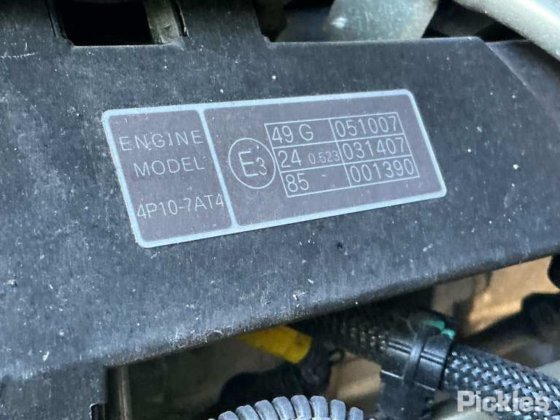 ENGINE
MODEL
4P10-7AT4
E3
49 G 051007
24 0.523 031407
85 - 001390
Pickles